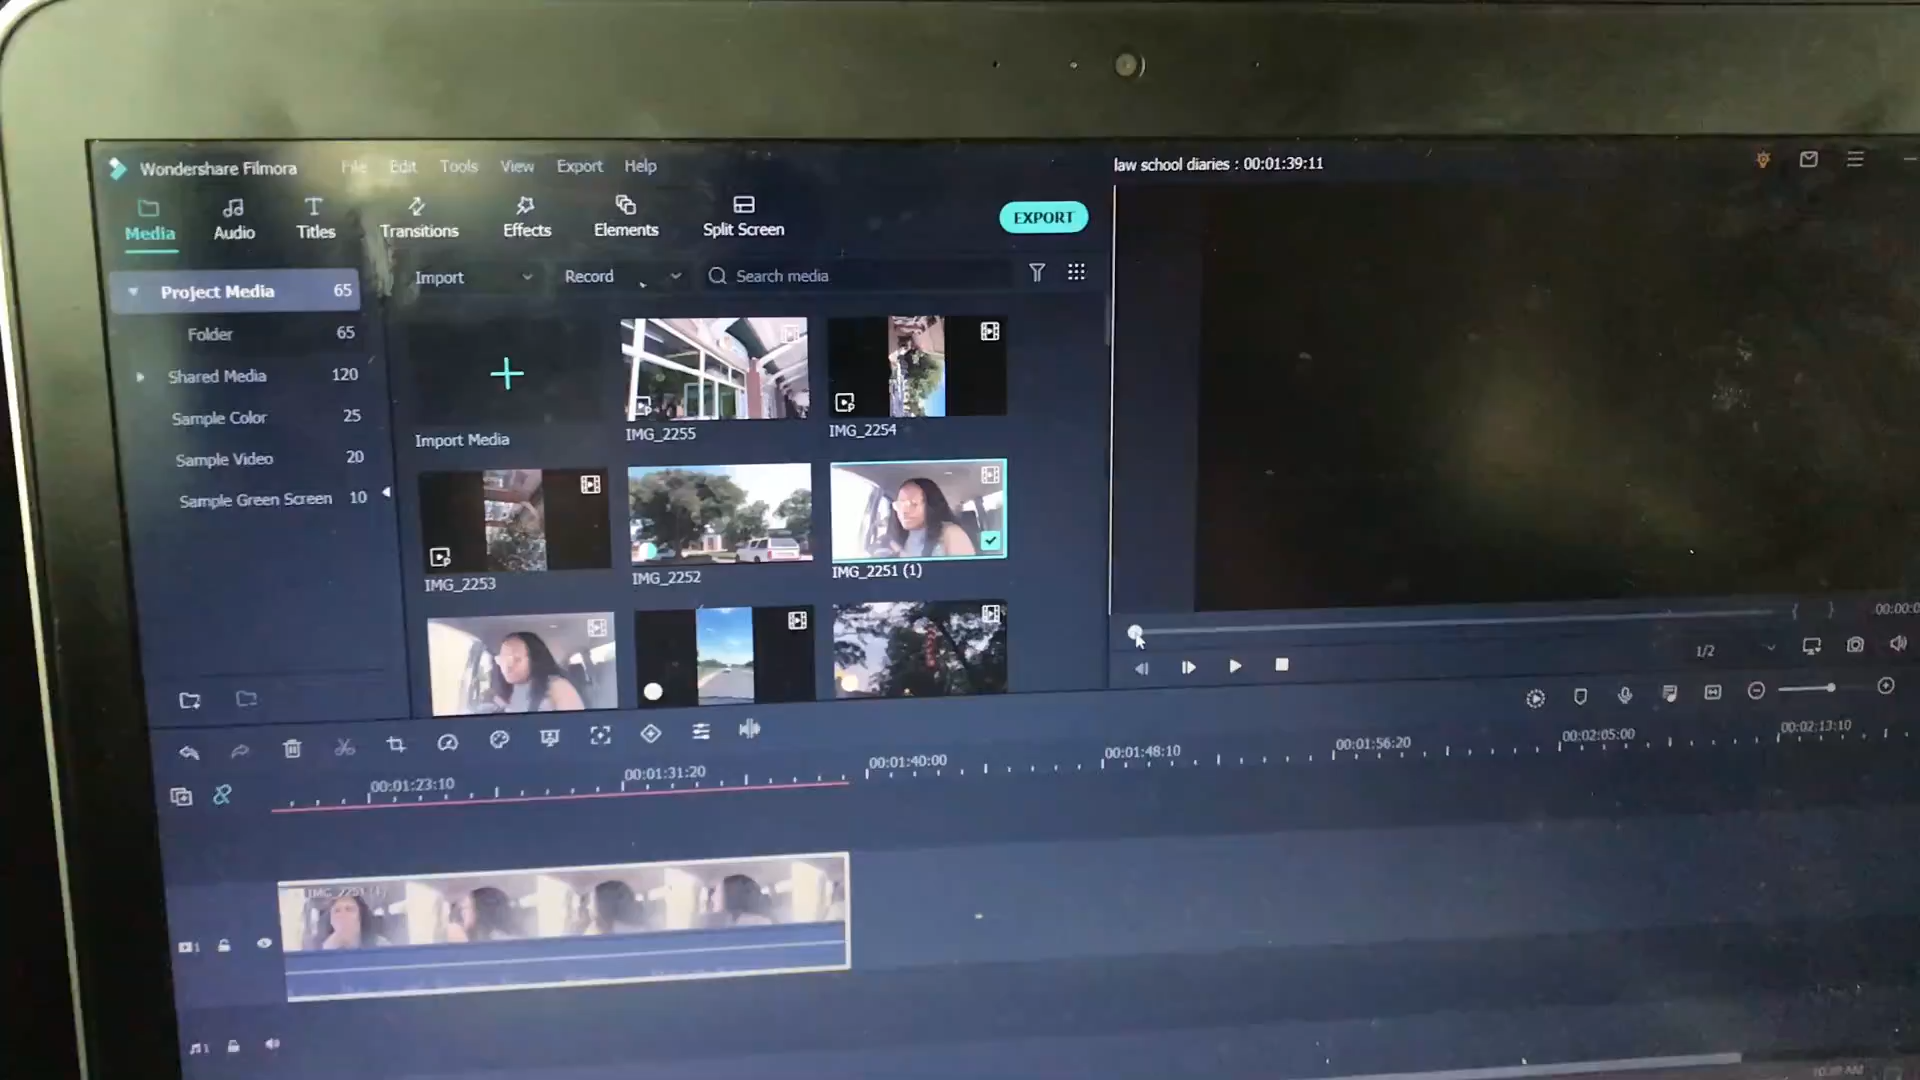 Wondershare Filmora File Edit Tools View Export Help
law school diaries : 00:01:39:11
Media Audio Titles Transitions Effects Elements Split Screen
EXPORT
Import Record Search media
Project Media 65
Folder 65
Shared Media 120
Sample Color 25
Sample Video 20
Sample Green Screen 10
Import Media
IMG_2255
IMG_2254
IMG_2253
IMG_2252
IMG_2251 (1)
1/2
00:01:23:10 00:01:31:20 00:01:40:00 00:01:48:10 00:01:56:20 00:02:05:00 00:02:13:10
IMG_2251 (1)
1
1